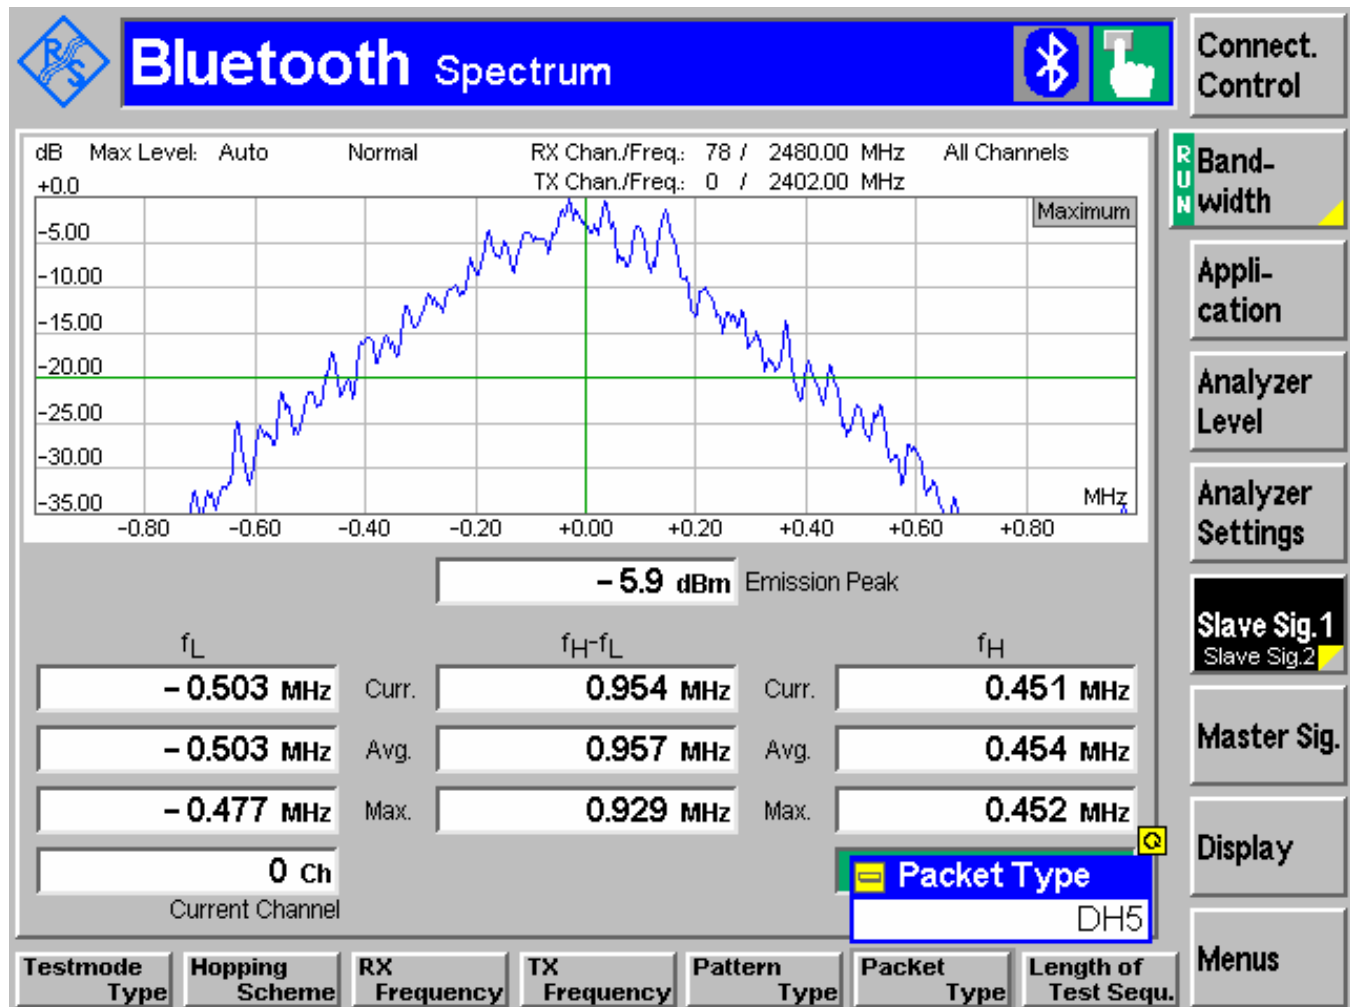 R&S
Bluetooth Spectrum
Connect.
Control
dB Max Level: Auto Normal RX Chan./Freq.: 78 / 2480.00 MHz All Channels
+0.0 TX Chan./Freq.: 0 / 2402.00 MHz
Maximum
-5.00
-10.00
-15.00
-20.00
-25.00
-30.00
-35.00
MHz
-0.80 -0.60 -0.40 -0.20 +0.00 +0.20 +0.40 +0.60 +0.80
-5.9 dBm Emission Peak
fL fH-fL fH
-0.503 MHz Curr. 0.954 MHz Curr. 0.451 MHz
-0.503 MHz Avg. 0.957 MHz Avg. 0.454 MHz
-0.477 MHz Max. 0.929 MHz Max. 0.452 MHz
0 Ch
Current Channel
Packet Type
DH5
RUN
Band-
width
Appli-
cation
Analyzer
Level
Analyzer
Settings
Slave Sig.1
Slave Sig.2
Master Sig.
Display
Menus
Testmode
Type
Hopping
Scheme
RX
Frequency
TX
Frequency
Pattern
Type
Packet
Type
Length of
Test Sequ.